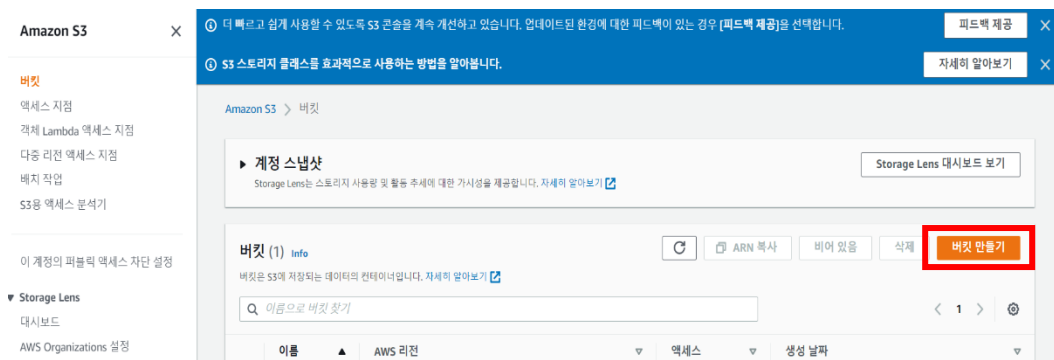 Amazon S3
버킷
액세스 지점
객체 Lambda 액세스 지점
다중 리전 액세스 지점
배치 작업
S3용 액세스 분석기
이 계정의 퍼블릭 액세스 차단 설정
▼ Storage Lens
대시보드
AWS Organizations 설정
더 빠르고 쉽게 사용할 수 있도록 S3 콘솔을 계속 개선하고 있습니다. 업데이트된 환경에 대한 피드백이 있는 경우 [피드백 제공]을 선택합니다.
피드백 제공
S3 스토리지 클래스를 효과적으로 사용하는 방법을 알아봅니다.
자세히 알아보기
Amazon S3 > 버킷
▶ 계정 스냅샷
Storage Lens 대시보드 보기
Storage Lens는 스토리지 사용량 및 활동 추세에 대한 가시성을 제공합니다. 자세히 알아보기
버킷 (1) Info
ARN 복사
비어 있음
삭제
버킷 만들기
버킷은 S3에 저장되는 데이터의 컨테이너입니다. 자세히 알아보기
이름으로 버킷 찾기
< 1 >
이름 ▲ AWS 리전 ▽ 액세스 ▽ 생성 날짜 ▽